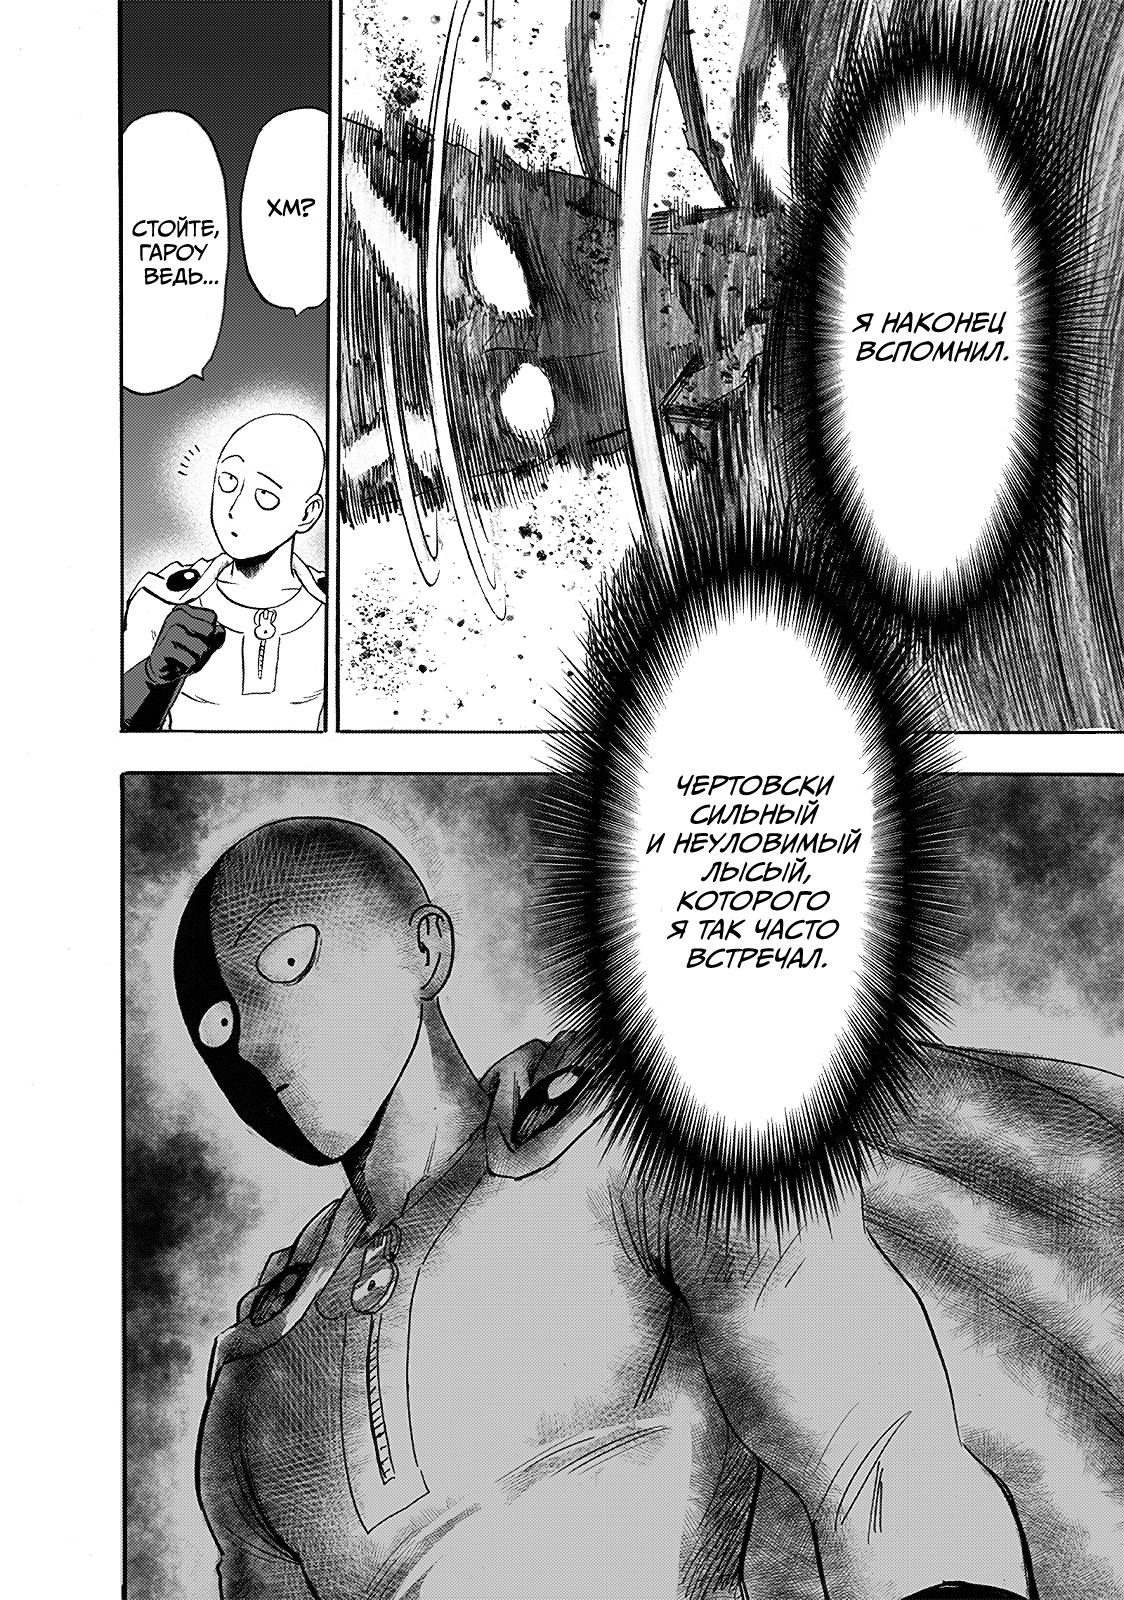 Я НАКОНЕЦ
ВСПОМНИЛ.
ХМ?
СТОЙТЕ,
ГАРОУ
ВЕДЬ...
ЧЕРТОВСКИ
СИЛЬНЫЙ
И НЕУЛОВИМЫЙ
ЛЫСЫЙ,
КОТОРОГО
Я ТАК ЧАСТО
ВСТРЕЧАЛ.